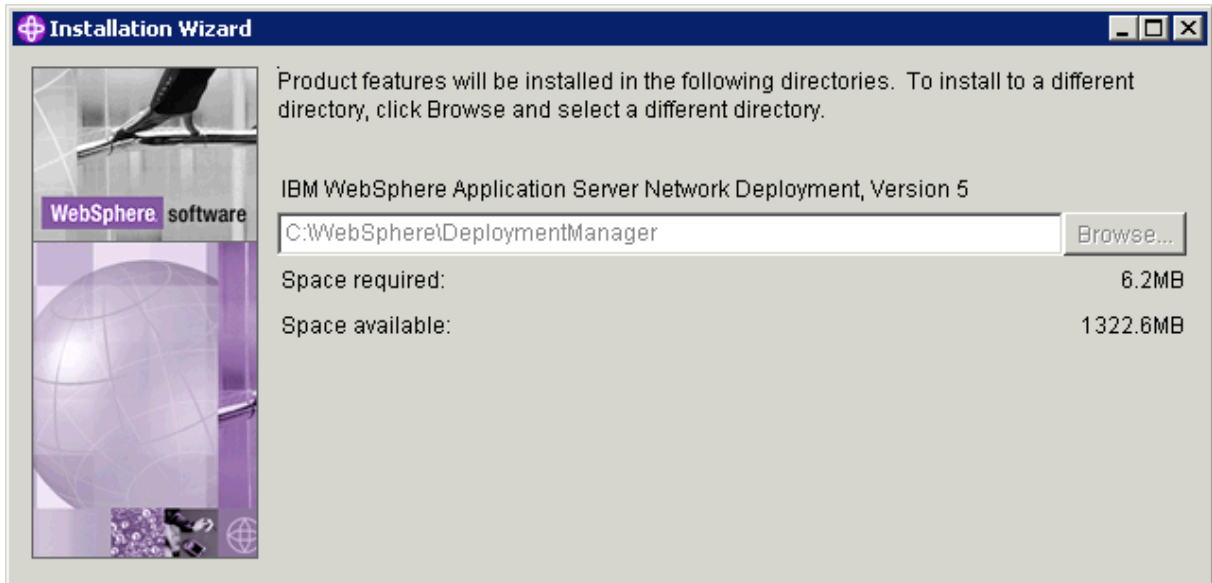 Installation Wizard
Product features will be installed in the following directories.  To install to a different
directory, click Browse and select a different directory.
WebSphere software
IBM WebSphere Application Server Network Deployment, Version 5
C:\WebSphere\DeploymentManager
Browse...
Space required:
6.2MB
Space available:
1322.6MB